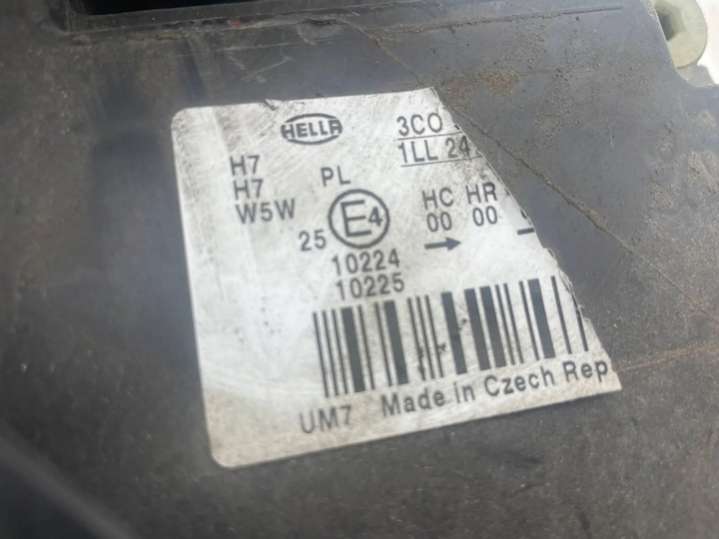 HELLA
3CO
1LL 24
H7
H7
W5W
PL
E4
25
HC HR
00 00
10224
10225
UM7 Made in Czech Rep